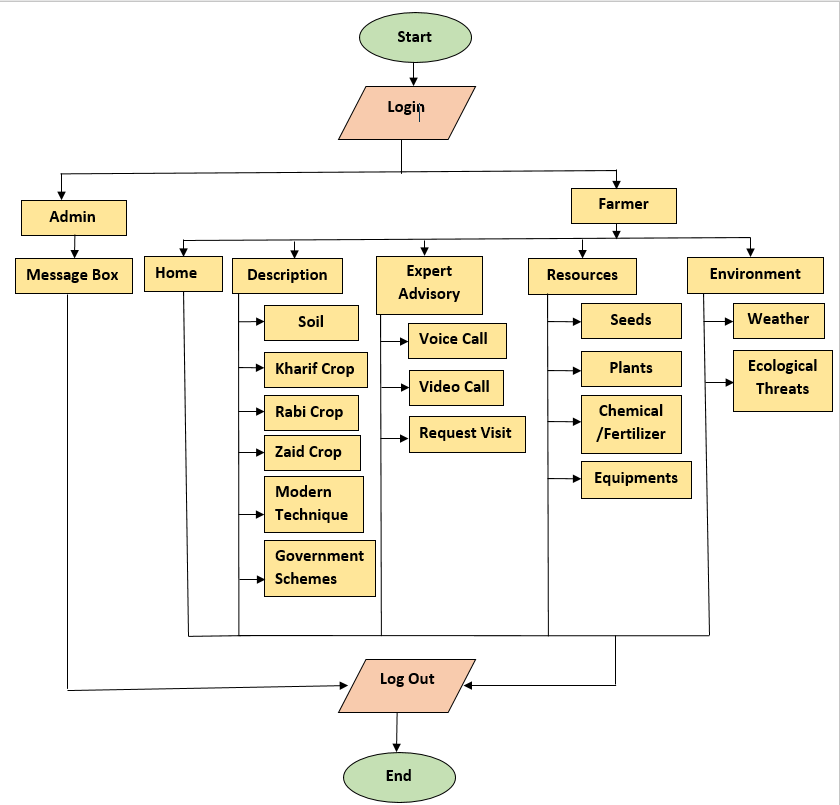 Start
Login
Admin
Farmer
Message Box
Home
Description
Expert
Advisory
Resources
Environment
Soil
Kharif Crop
Rabi Crop
Zaid Crop
Modern
Technique
Government
Schemes
Voice Call
Video Call
Request Visit
Seeds
Plants
Chemical
/Fertilizer
Equipments
Weather
Ecological
Threats
Log Out
End